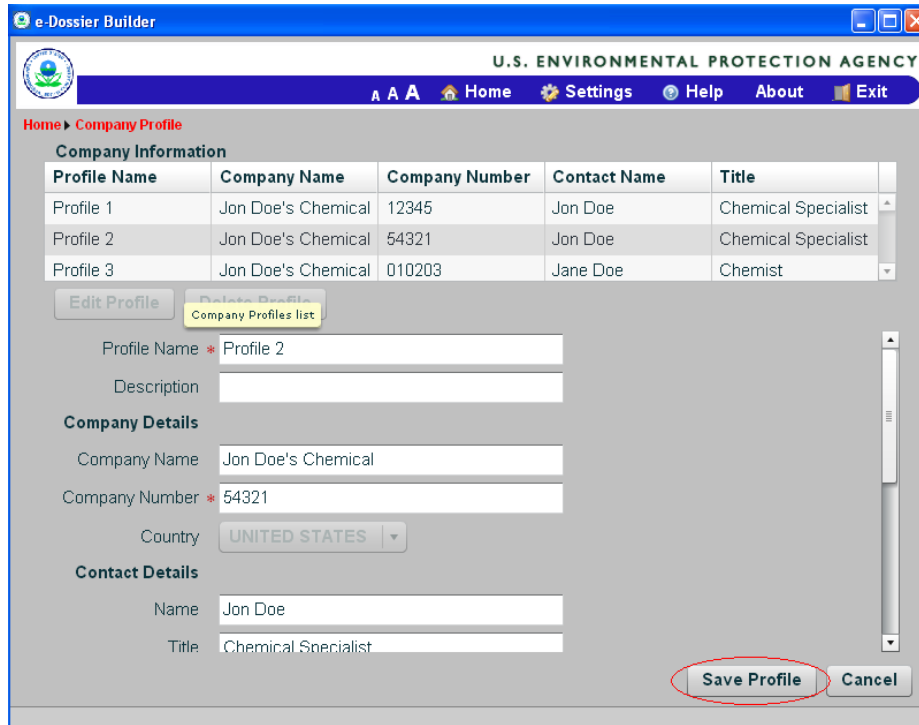 e-Dossier Builder
U.S. ENVIRONMENTAL PROTECTION AGENCY
A A A Home Settings Help About Exit
Home Company Profile
Company Information
Profile Name Company Name Company Number Contact Name Title
Profile 1 Jon Doe's Chemical 12345 Jon Doe Chemical Specialist
Profile 2 Jon Doe's Chemical 54321 Jon Doe Chemical Specialist
Profile 3 Jon Doe's Chemical 010203 Jane Doe Chemist
Edit Profile Delete Profile
Company Profiles list
Profile Name * Profile 2
Description
Company Details
Company Name Jon Doe's Chemical
Company Number * 54321
Country UNITED STATES
Contact Details
Name Jon Doe
Title Chemical Specialist
Save Profile Cancel